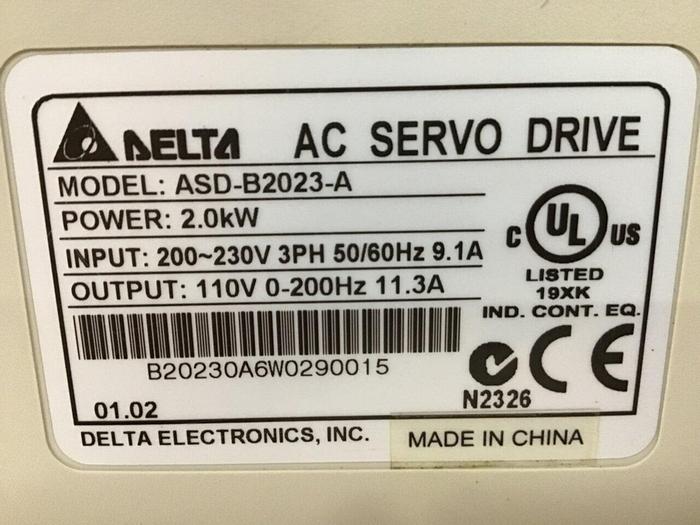 DELTA AC SERVO DRIVE
MODEL: ASD-B2023-A
POWER: 2.0kW
INPUT: 200~230V 3PH 50/60Hz 9.1A
OUTPUT: 110V 0-200Hz 11.3A
C UL US
LISTED
19XK
IND. CONT. EQ.
B20230A6W0290015
N2326
CE
01.02
DELTA ELECTRONICS, INC.
MADE IN CHINA